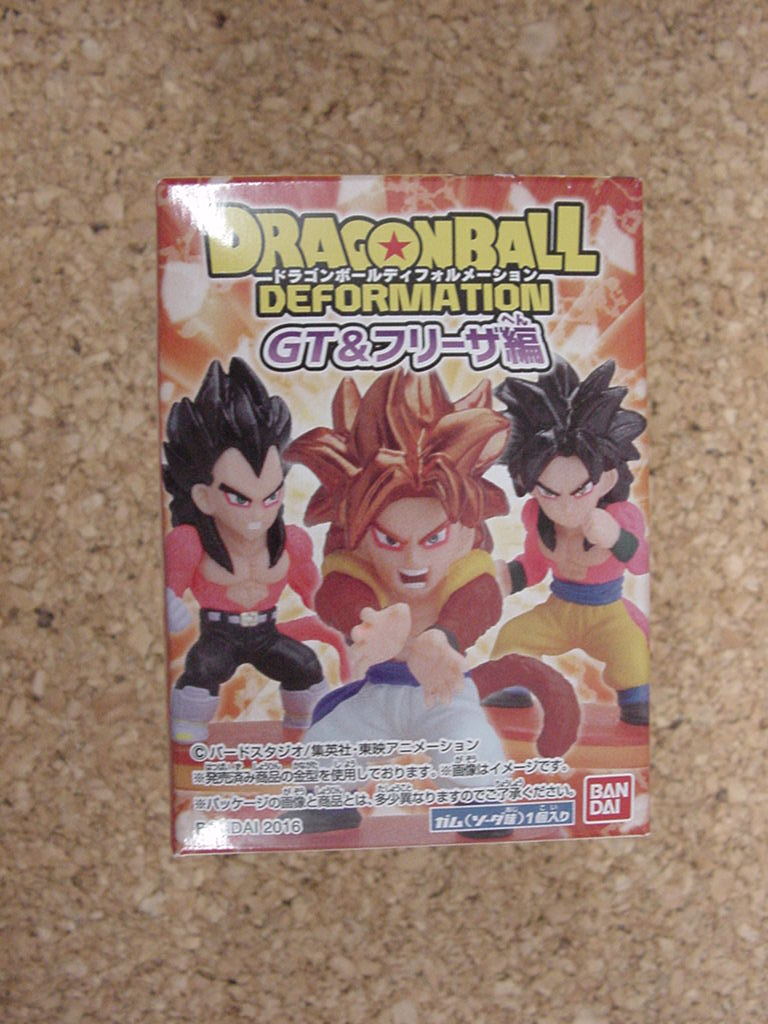 DRAGONBALL
ドラゴンボールディフォルメーション
DEFORMATION
へん
GT&フリーザ編
©バードスタジオ/集英社・東映アニメーション
※発売済み商品の金型を使用しております。※画像はイメージです。
※パッケージの画像と商品とは、多少異なりますのでご了承ください。
DAI 2016
ガム(ソーダ味)1個入り
BAN
DAI